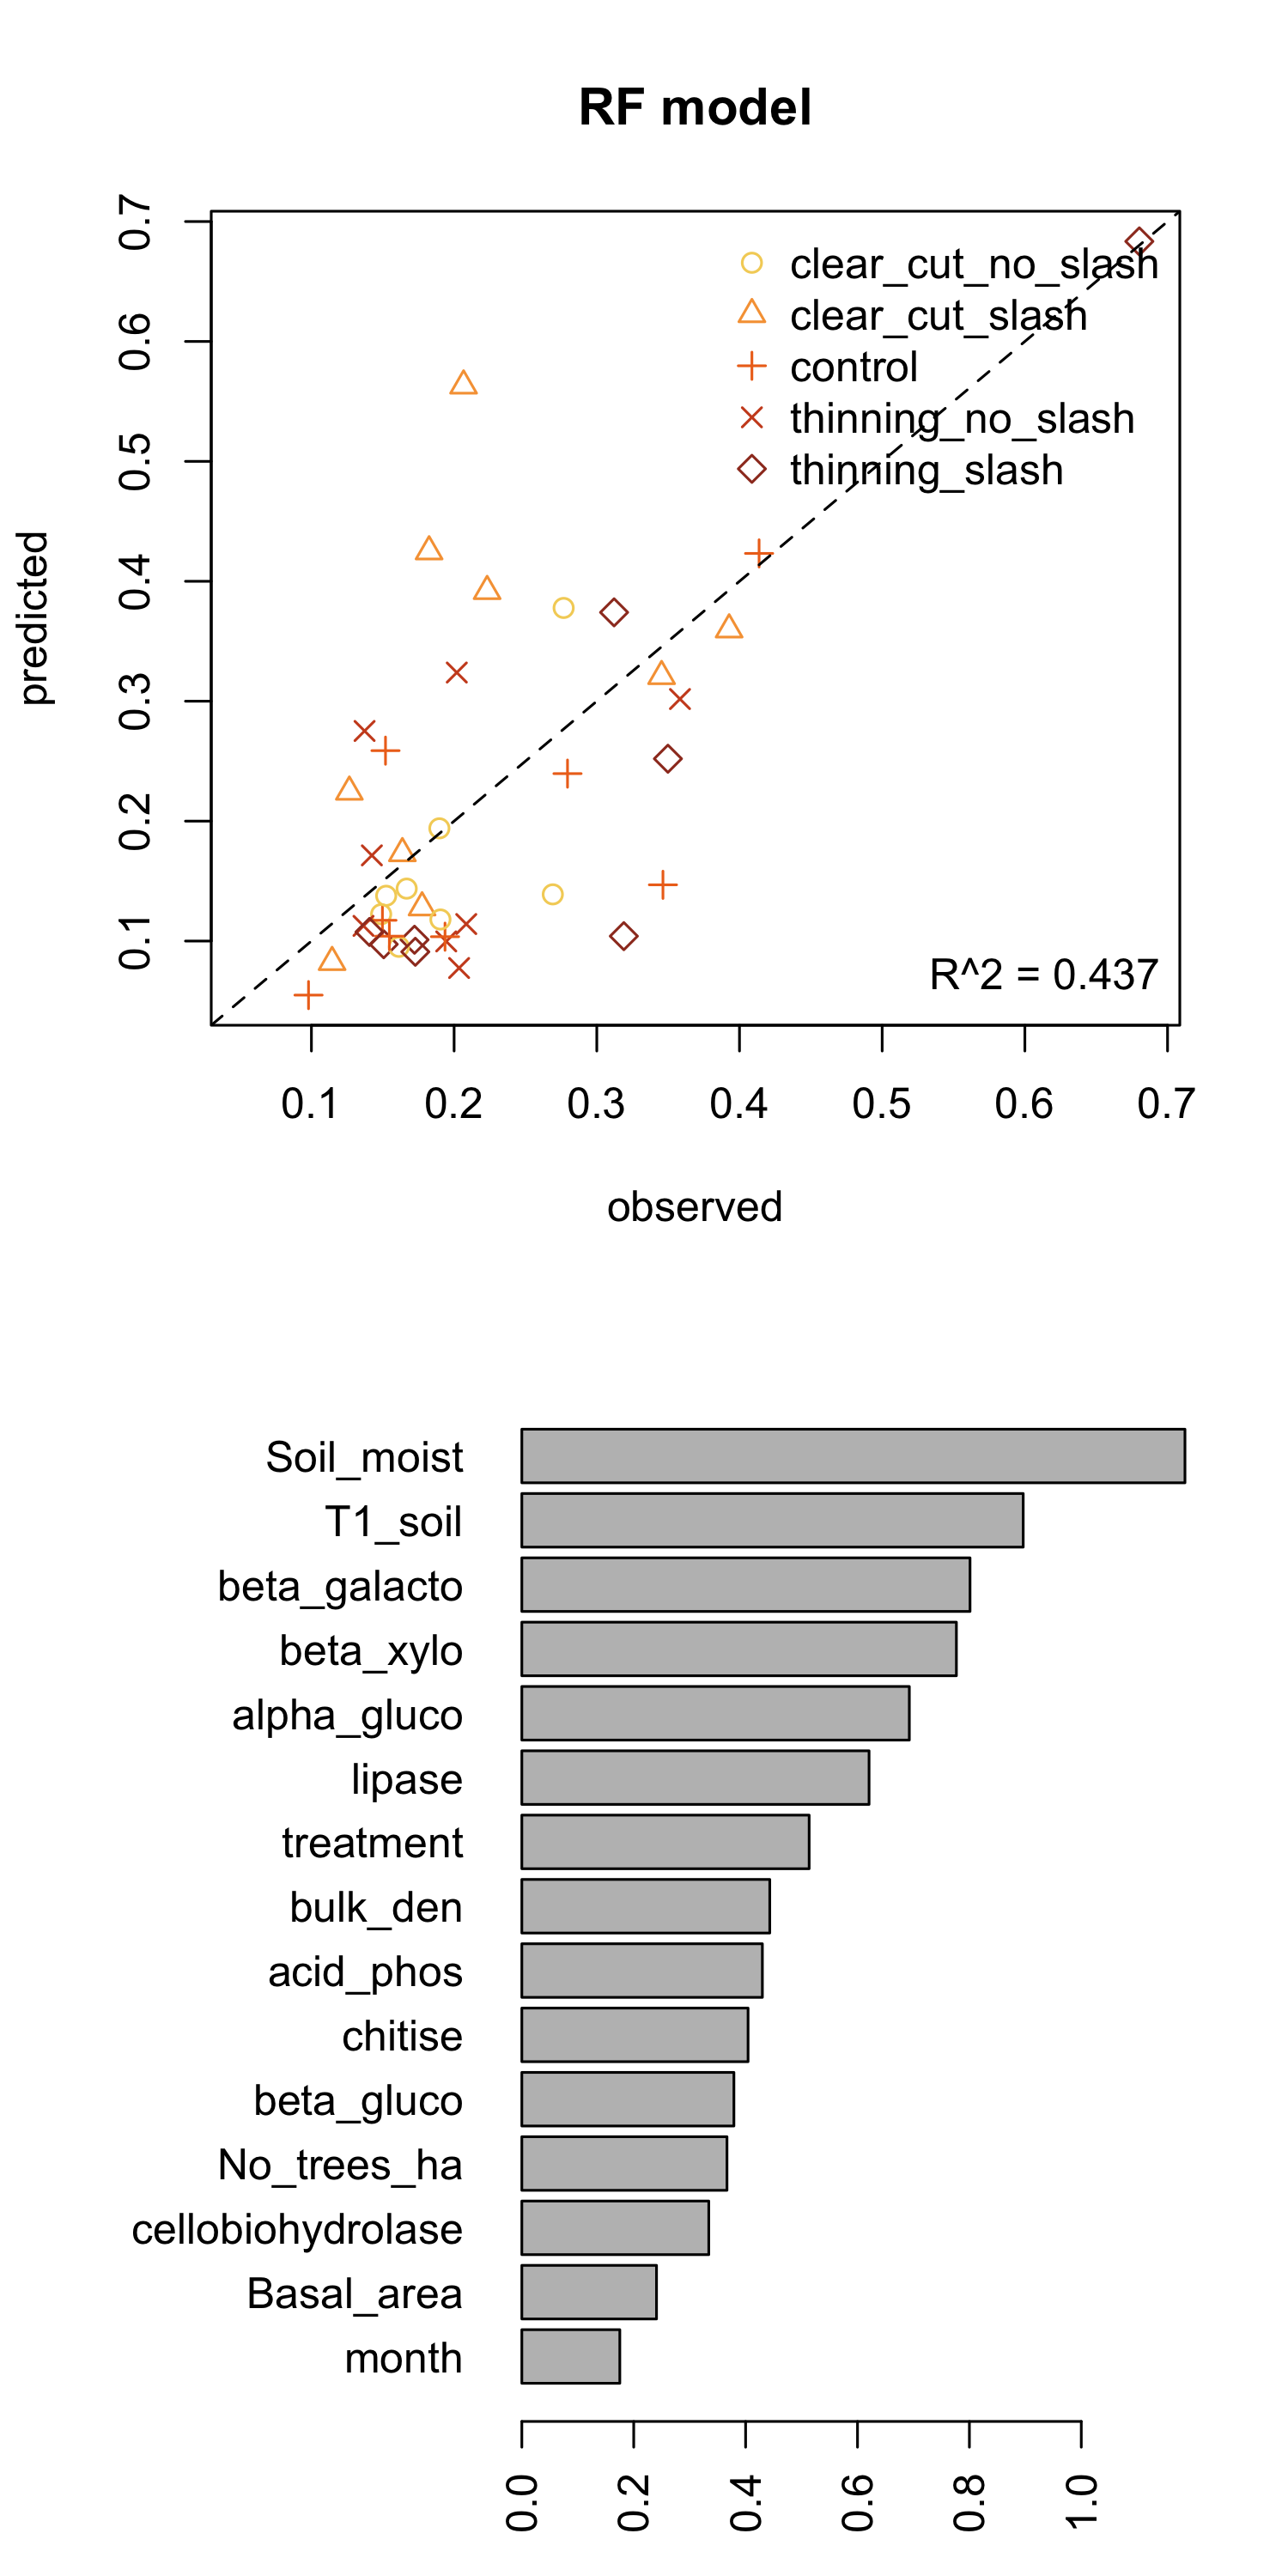 RF model
0.7
0.6
0.5
0.4
0.3
0.2
0.1
predicted
clear_cut_no_slash
clear_cut_slash
control
thinning_no_slash
thinning_slash
R^2 = 0.437
0.1 0.2 0.3 0.4 0.5 0.6 0.7
observed
Soil_moist
T1_soil
beta_galacto
beta_xylo
alpha_gluco
lipase
treatment
bulk_den
acid_phos
chitise
beta_gluco
No_trees_ha
cellobiohydrolase
Basal_area
month
0.0 0.2 0.4 0.6 0.8 1.0